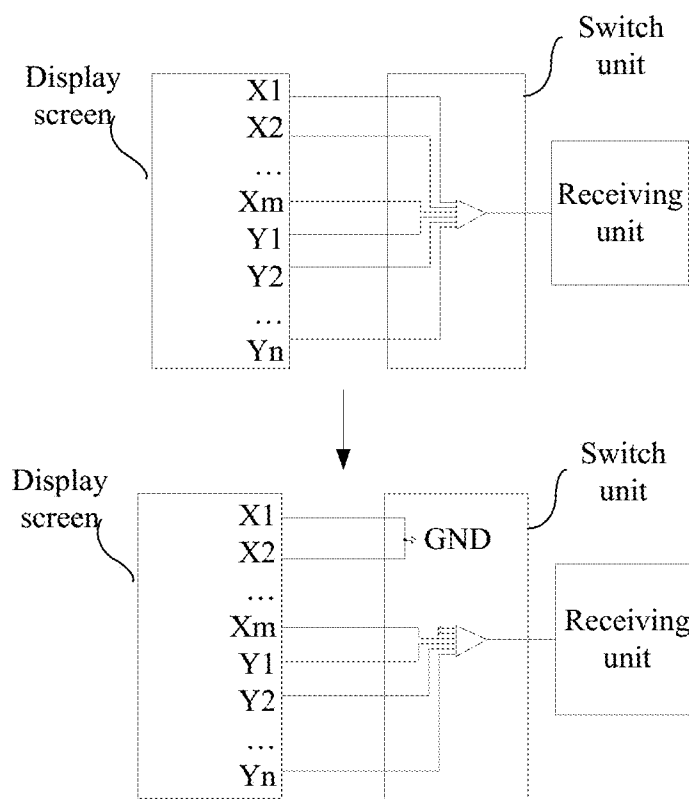 Switch
unit
Display
screen
X1
X2
...
Xm
Y1
Y2
...
Yn
Receiving
unit
Switch
unit
Display
screen
X1
X2
...
Xm
Y1
Y2
...
Yn
GND
Receiving
unit